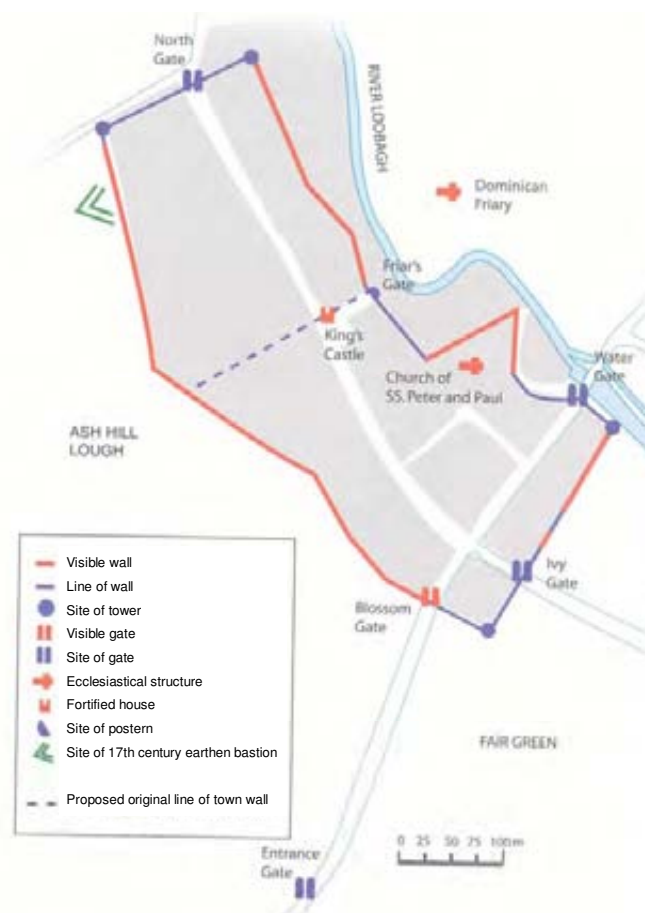 North
Gate
RIVER LOOBAGH
Dominican
Friary
Friar's
Gate
King's
Castle
Church of
SS. Peter and Paul
Water
Gate
ASH HILL
LOUGH
Ivy
Gate
Blossom
Gate
Visible wall
Line of wall
Site of tower
Visible gate
Site of gate
Ecclesiastical structure
Fortified house
Site of postern
Site of 17th century earthen bastion
Proposed original line of town wall
FAIR GREEN
0 25 50 75 100m
Entrance
Gate